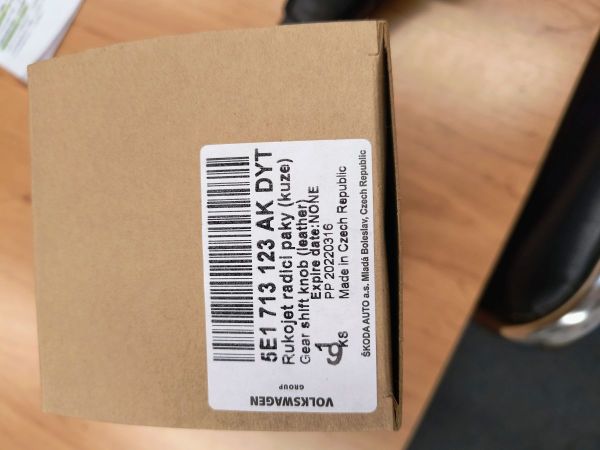 5E1 713 123 AK DYT
Rukojet radici paky (kuze)
Gear shift knob (leather)
Expire date:NONE
PP 20220316
1 KS
Made in Czech Republic
ŠKODA AUTO a.s. Mladá Boleslav, Czech Republic
VOLKSWAGEN
GROUP